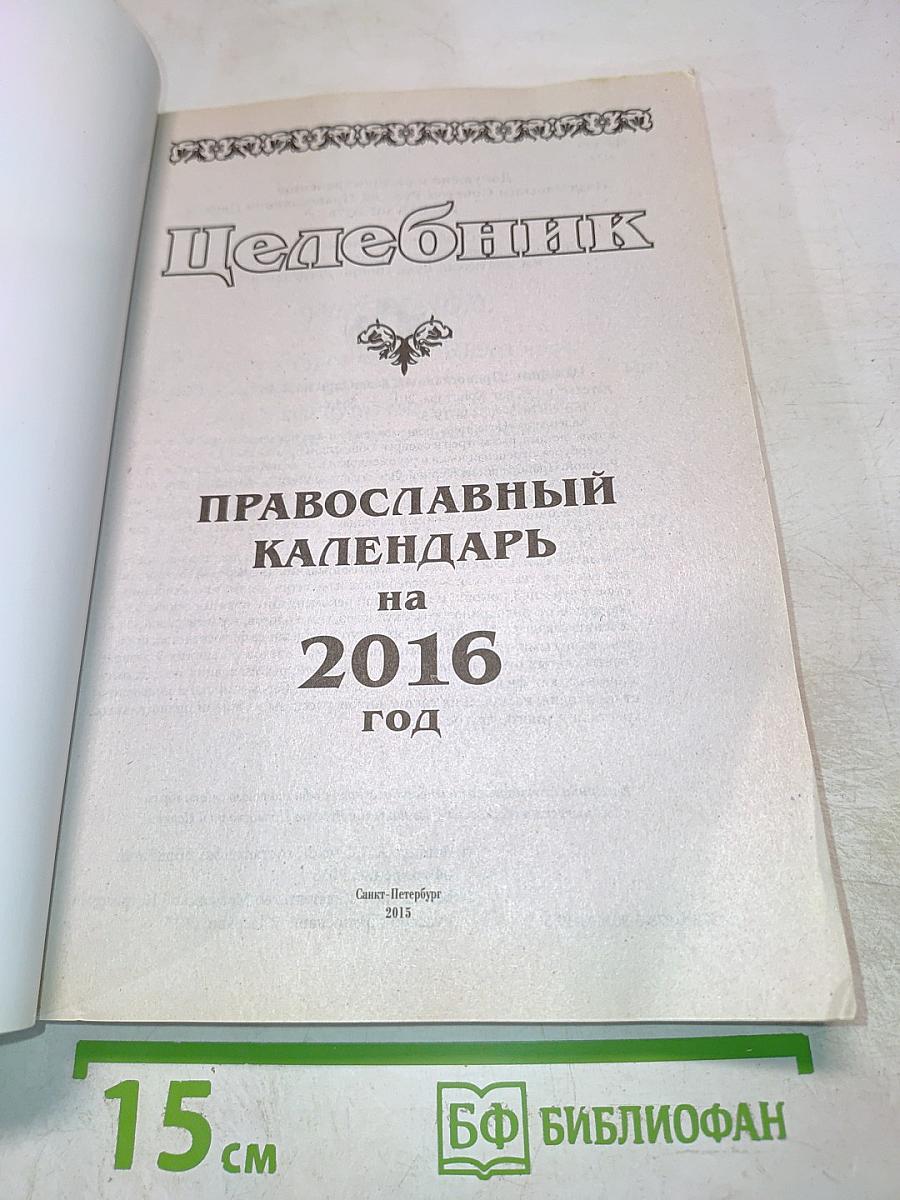 Целебник
ПРАВОСЛАВНЫЙ
КАЛЕНДАРЬ
на
2016
год
Санкт-Петербург
2015
15 см
БФ БИБЛИОФАН